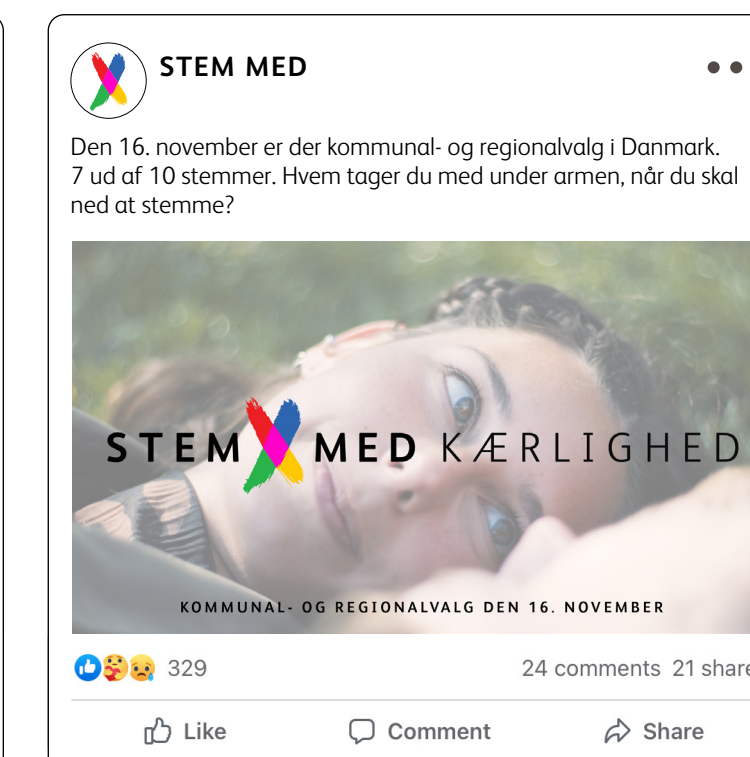 STEM MED
Den 16. november er der kommunal- og regionalvalg i Danmark.
7 ud af 10 stemmer. Hvem tager du med under armen, når du skal
ned at stemme?
STEM MED KÆRLIGHED
KOMMUNAL- OG REGIONALVALG DEN 16. NOVEMBER
329
24 comments 21 share
Like
Comment
Share